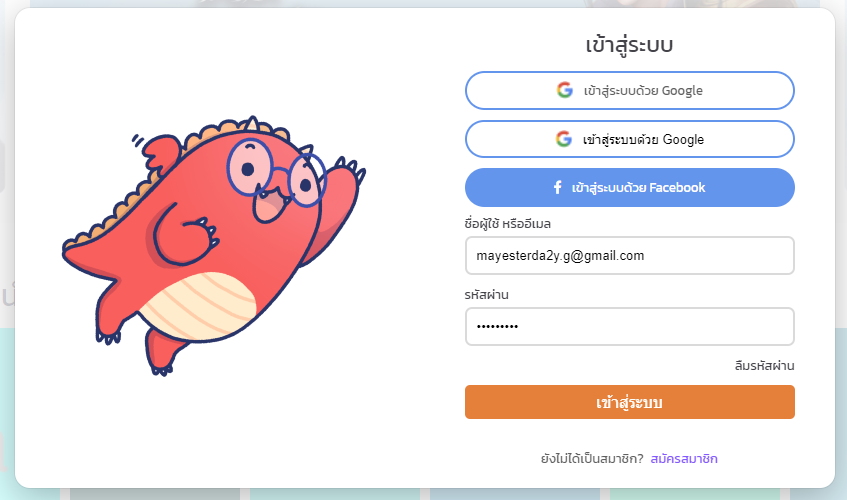 เข้าสู่ระบบ
เข้าสู่ระบบด้วย Google
เข้าสู่ระบบด้วย Google
เข้าสู่ระบบด้วย Facebook
ชื่อผู้ใช้ หรืออีเมล
mayesterda2y.g@gmail.com
รหัสผ่าน
•••••••••
ลืมรหัสผ่าน
เข้าสู่ระบบ
ยังไม่ได้เป็นสมาชิก? สมัครสมาชิก